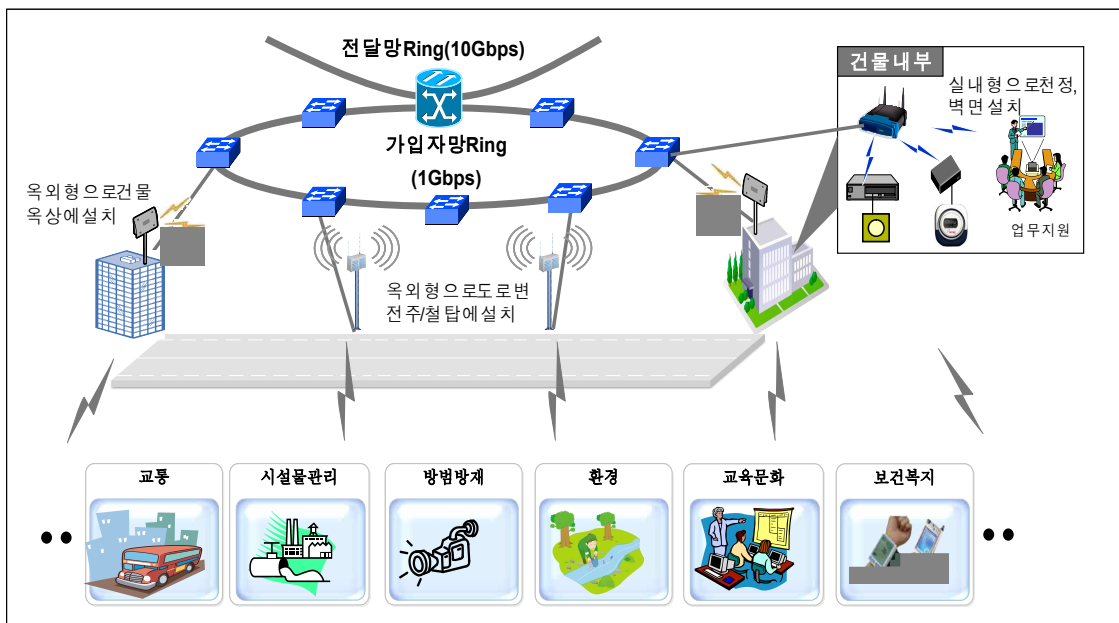 전달망Ring(10Gbps)
가입자망Ring
(1Gbps)
건물내부
실내형으로천정,
벽면설치
업무지원
옥외형으로건물
옥상에설치
옥외형으로도로변
전주/철탑에설치
교통
시설물관리
방범방재
환경
교육문화
보건복지